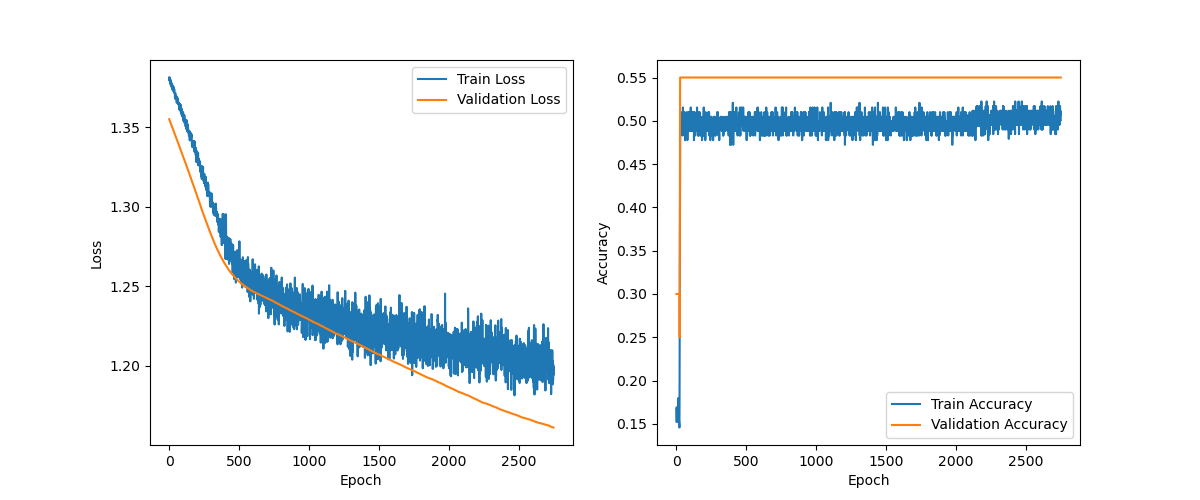 Train Loss
Validation Loss
1.35
1.30
1.25
1.20
Loss
0 500 1000 1500 2000 2500
Epoch
0.55
0.50
0.45
0.40
0.35
0.30
0.25
0.20
0.15
Accuracy
Train Accuracy
Validation Accuracy
0 500 1000 1500 2000 2500
Epoch